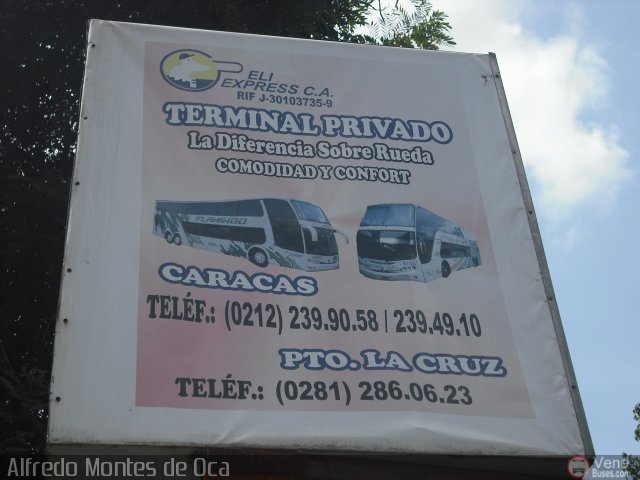 PELI
EXPRESS C.A.
RIF J-30103735-9
TERMINAL PRIVADO
La Diferencia Sobre Rueda
COMODIDAD Y CONFORT
FLAMINGO
CARACAS
TELÉF.: (0212) 239.90.58 / 239.49.10
PTO. LA CRUZ
TELÉF.: (0281) 286.06.23
Alfredo Montes de Oca
Vene
Buses.com